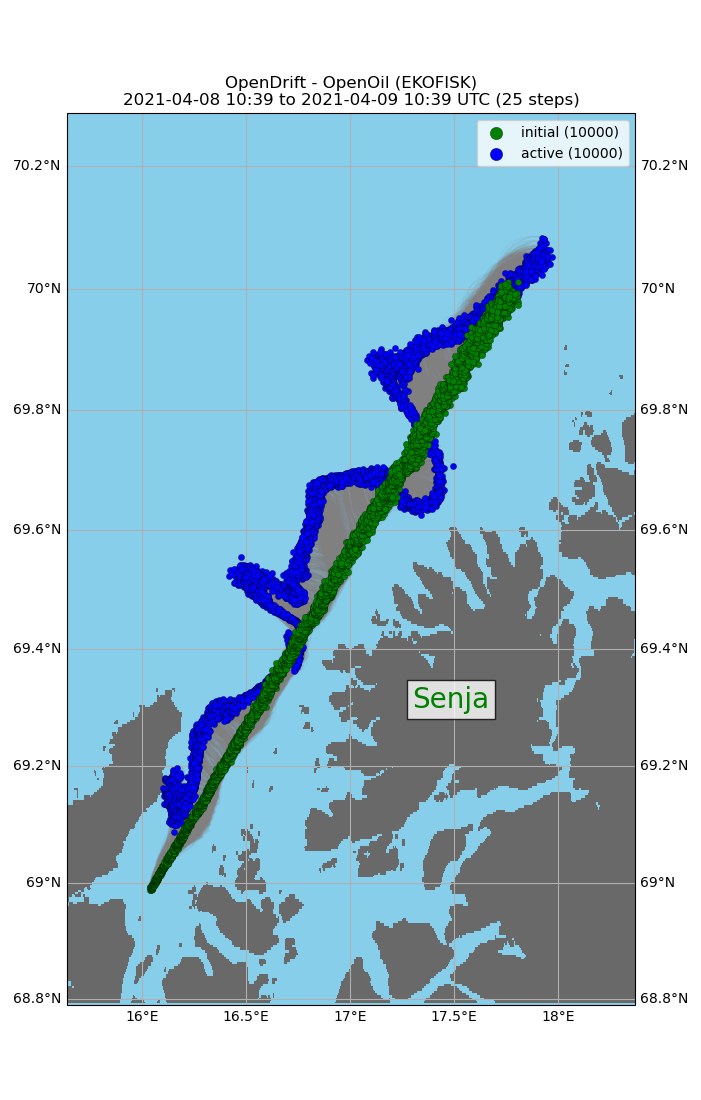 OpenDrift - OpenOil (EKOFISK)
2021-04-08 10:39 to 2021-04-09 10:39 UTC (25 steps)
initial (10000)
active (10000)
70.2°N 70.2°N
70°N 70°N
69.8°N 69.8°N
69.6°N 69.6°N
69.4°N 69.4°N
Senja
69.2°N 69.2°N
69°N 69°N
68.8°N 68.8°N
16°E 16.5°E 17°E 17.5°E 18°E